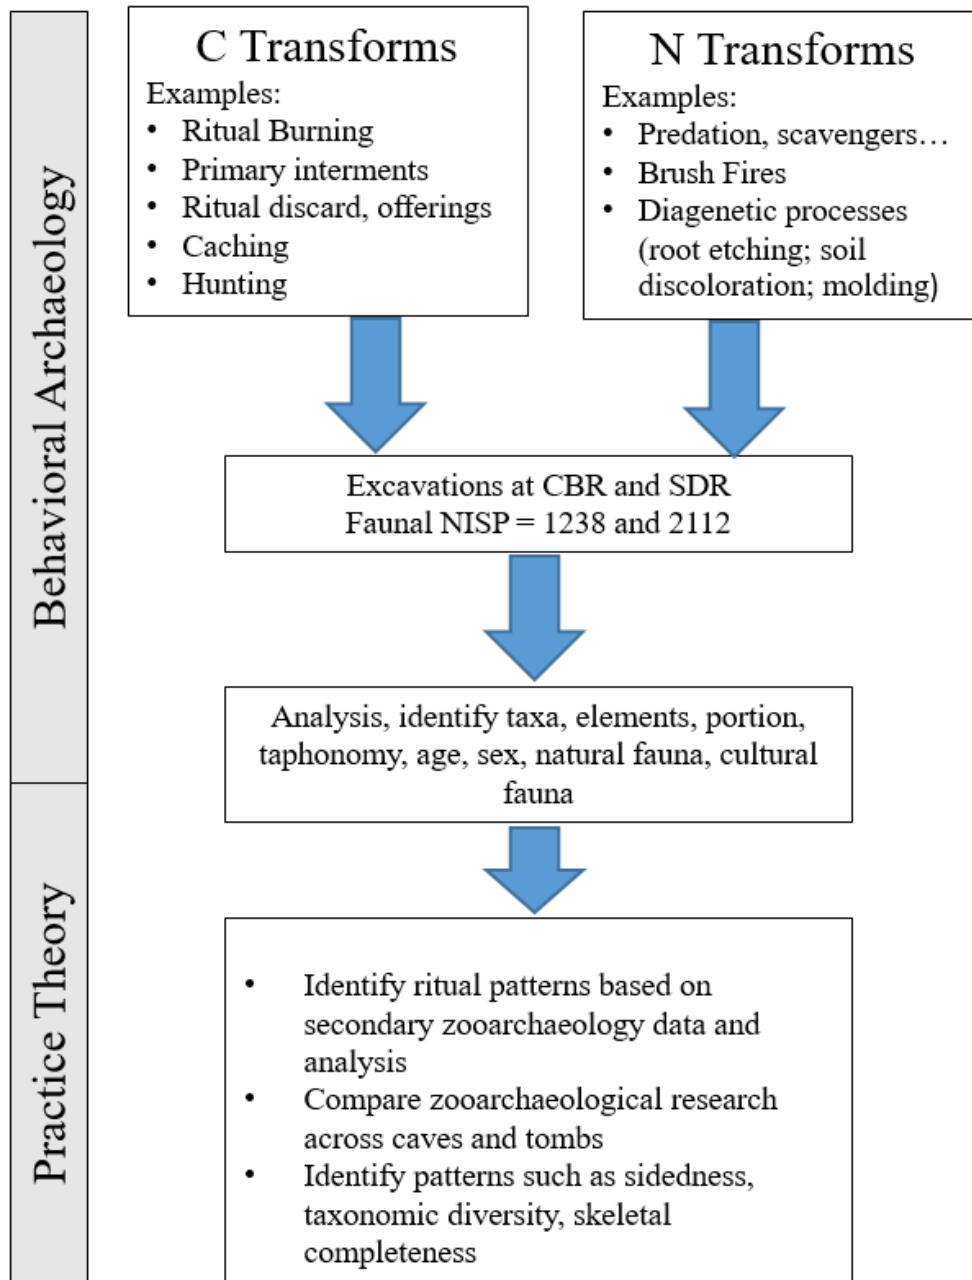 Behavioral Archaeology
C Transforms
Examples:
• Ritual Burning
• Primary interments
• Ritual discard, offerings
• Caching
• Hunting
N Transforms
Examples:
• Predation, scavengers…
• Brush Fires
• Diagenetic processes
(root etching; soil
discoloration; molding)
Excavations at CBR and SDR
Faunal NISP = 1238 and 2112
Analysis, identify taxa, elements, portion,
taphonomy, age, sex, natural fauna, cultural
fauna
Practice Theory
• Identify ritual patterns based on
secondary zooarchaeology data and
analysis
• Compare zooarchaeological research
across caves and tombs
• Identify patterns such as sidedness,
taxonomic diversity, skeletal
completeness